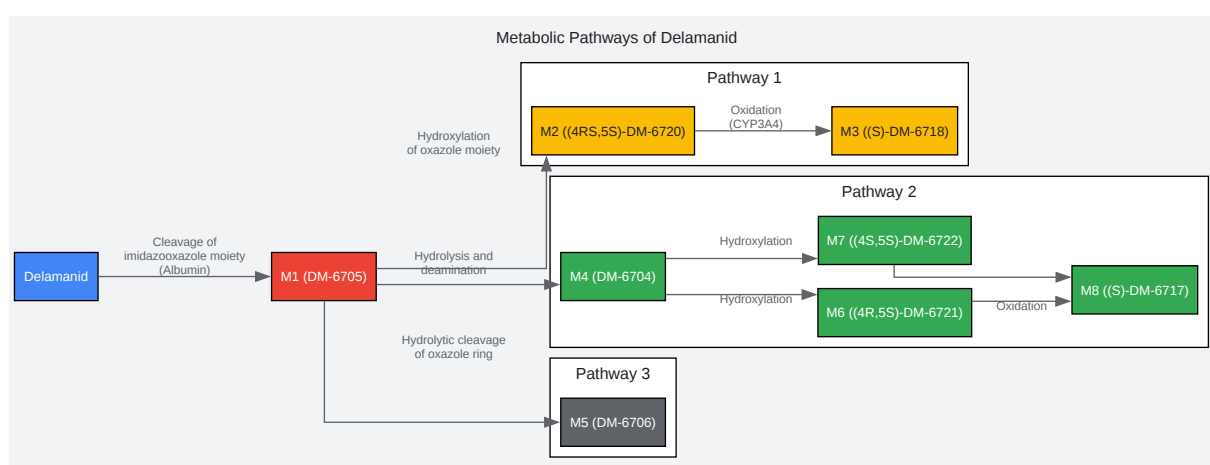 Metabolic Pathways of Delamanid
Pathway 1
M2 ((4RS,5S)-DM-6720)
Oxidation
(CYP3A4)
M3 ((S)-DM-6718)
Hydroxylation
of oxazole moiety
Pathway 2
Delamanid
Cleavage of
imidazooxazole moiety
(Albumin)
M1 (DM-6705)
Hydrolysis and
deamination
M4 (DM-6704)
Hydroxylation
M7 ((4S,5S)-DM-6722)
Hydroxylation
M6 ((4R,5S)-DM-6721)
Oxidation
M8 ((S)-DM-6717)
Hydrolytic cleavage
of oxazole ring
Pathway 3
M5 (DM-6706)